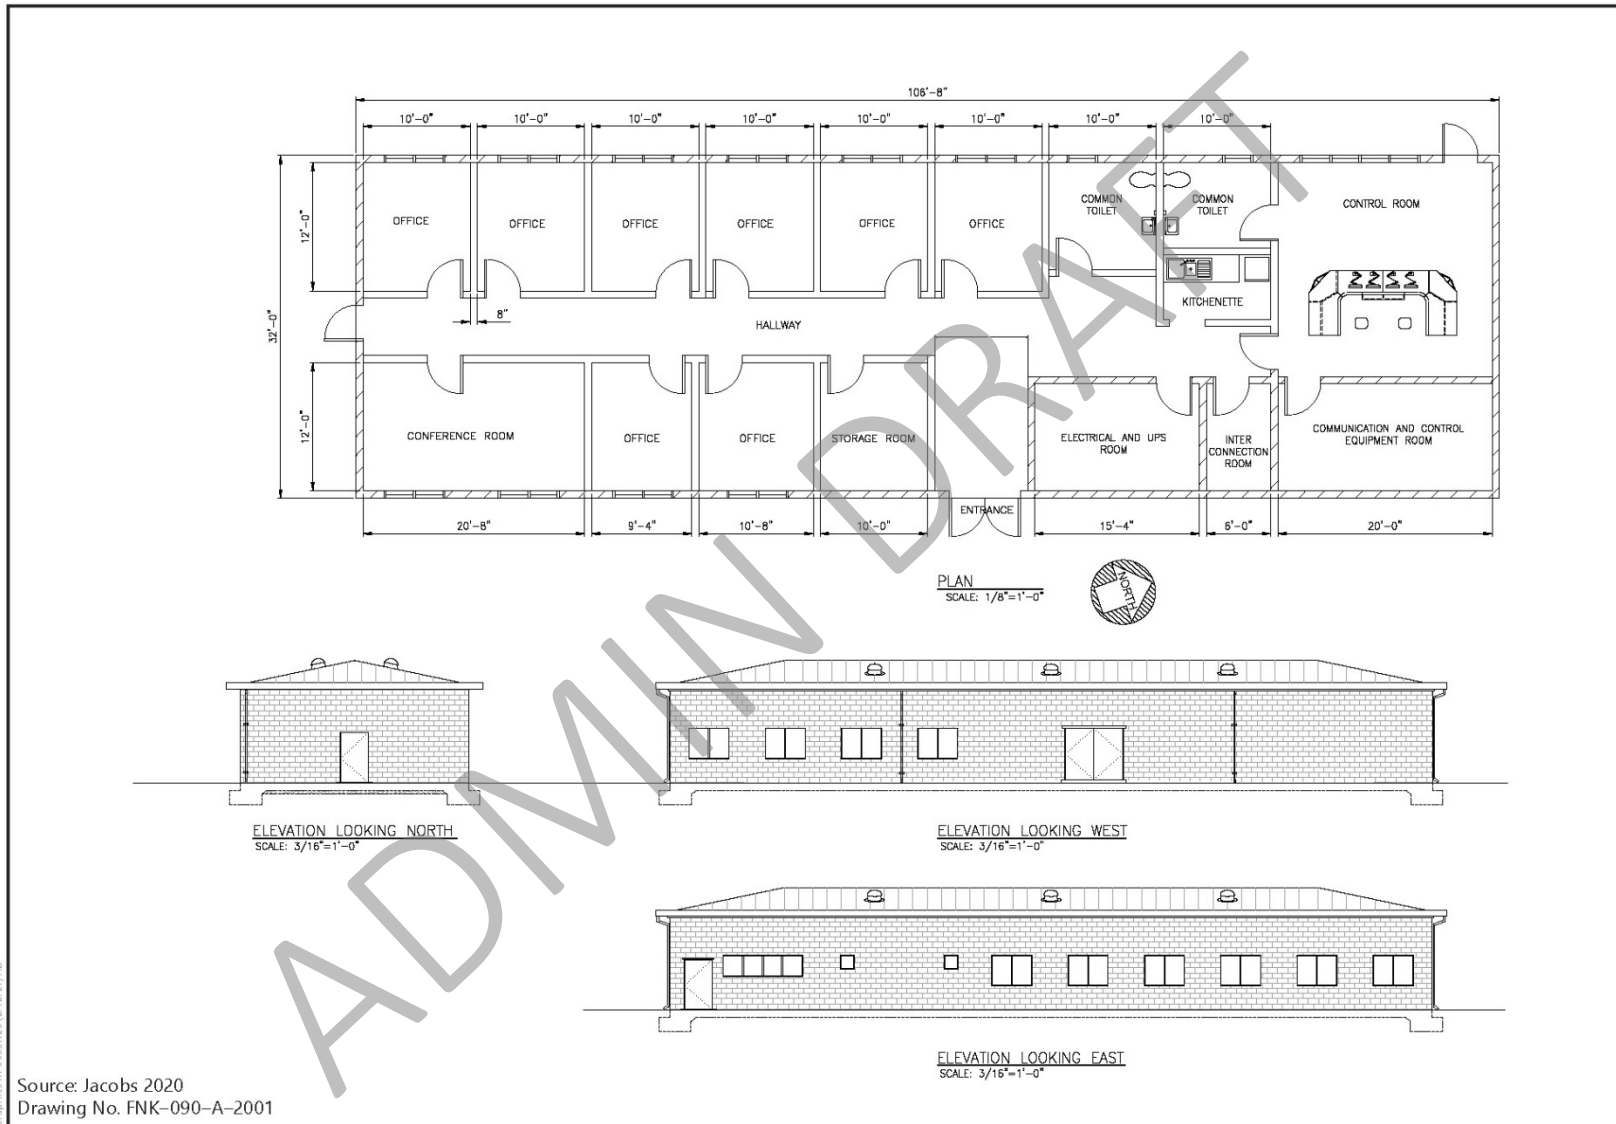 106'-8"
10'-0" 10'-0" 10'-0" 10'-0" 10'-0" 10'-0" 10'-0" 10'-0"
12'-0"
32'-0"
12'-0"
OFFICE
OFFICE
OFFICE
OFFICE
OFFICE
OFFICE
COMMON
TOILET
COMMON
TOILET
CONTROL ROOM
KITCHENETTE
8"
HALLWAY
CONFERENCE ROOM
OFFICE
OFFICE
STORAGE ROOM
ELECTRICAL AND UPS
ROOM
INTER
CONNECTION
ROOM
COMMUNICATION AND CONTROL
EQUIPMENT ROOM
ENTRANCE
20'-8" 9'-4" 10'-8" 10'-0" 15'-4" 6'-0" 20'-0"
PLAN
SCALE: 1/8"=1'-0"
NORTH
ADMIN DRAFT
ELEVATION LOOKING NORTH
SCALE: 3/16"=1'-0"
ELEVATION LOOKING WEST
SCALE: 3/16"=1'-0"
ELEVATION LOOKING EAST
SCALE: 3/16"=1'-0"
Source: Jacobs 2020
Drawing No. FNK-090-A-2001